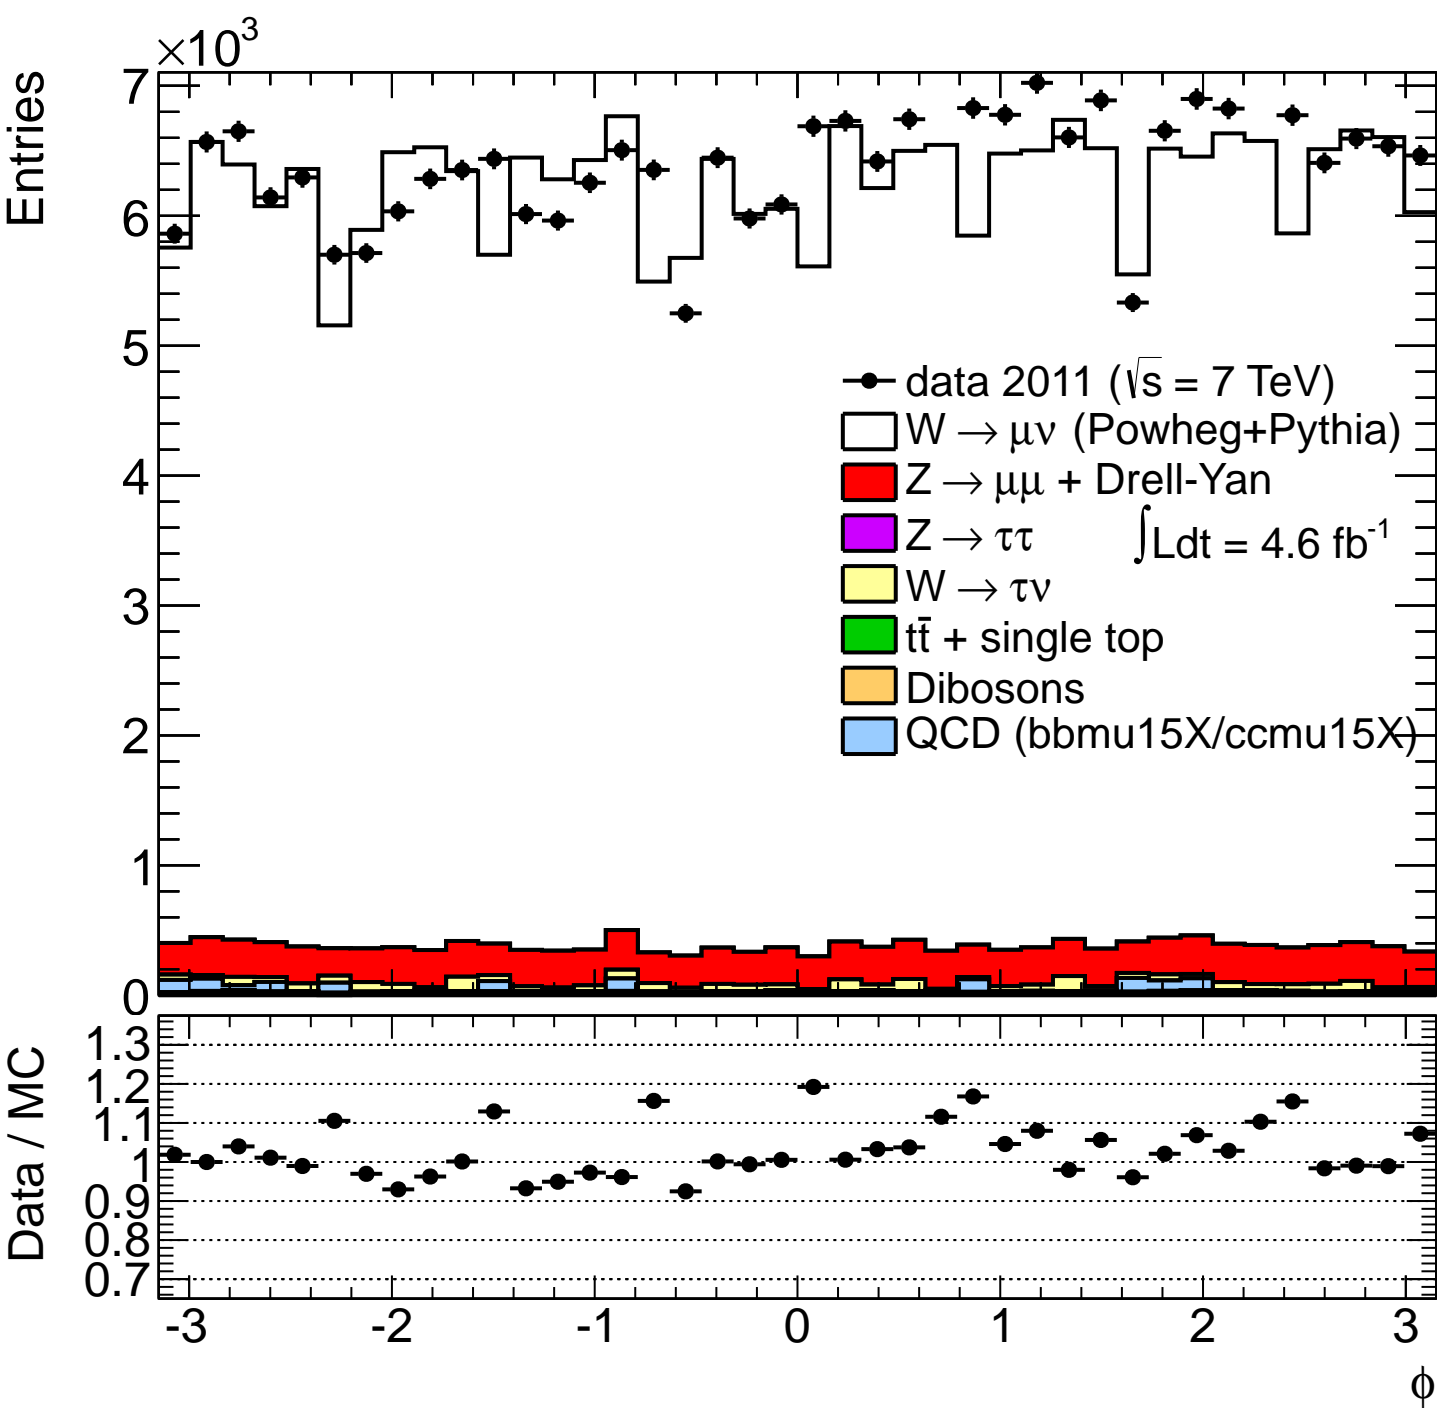 ×10³
Entries
7
6
5
4
3
2
1
0
data 2011 (√s = 7 TeV)
W → μν (Powheg+Pythia)
Z → μμ + Drell-Yan
Z → ττ
∫Ldt = 4.6 fb⁻¹
W → τν
tt̄ + single top
Dibosons
QCD (bbmu15X/ccmu15X)
Data / MC
1.3
1.2
1.1
1
0.9
0.8
0.7
-3 -2 -1 0 1 2 3
ϕ